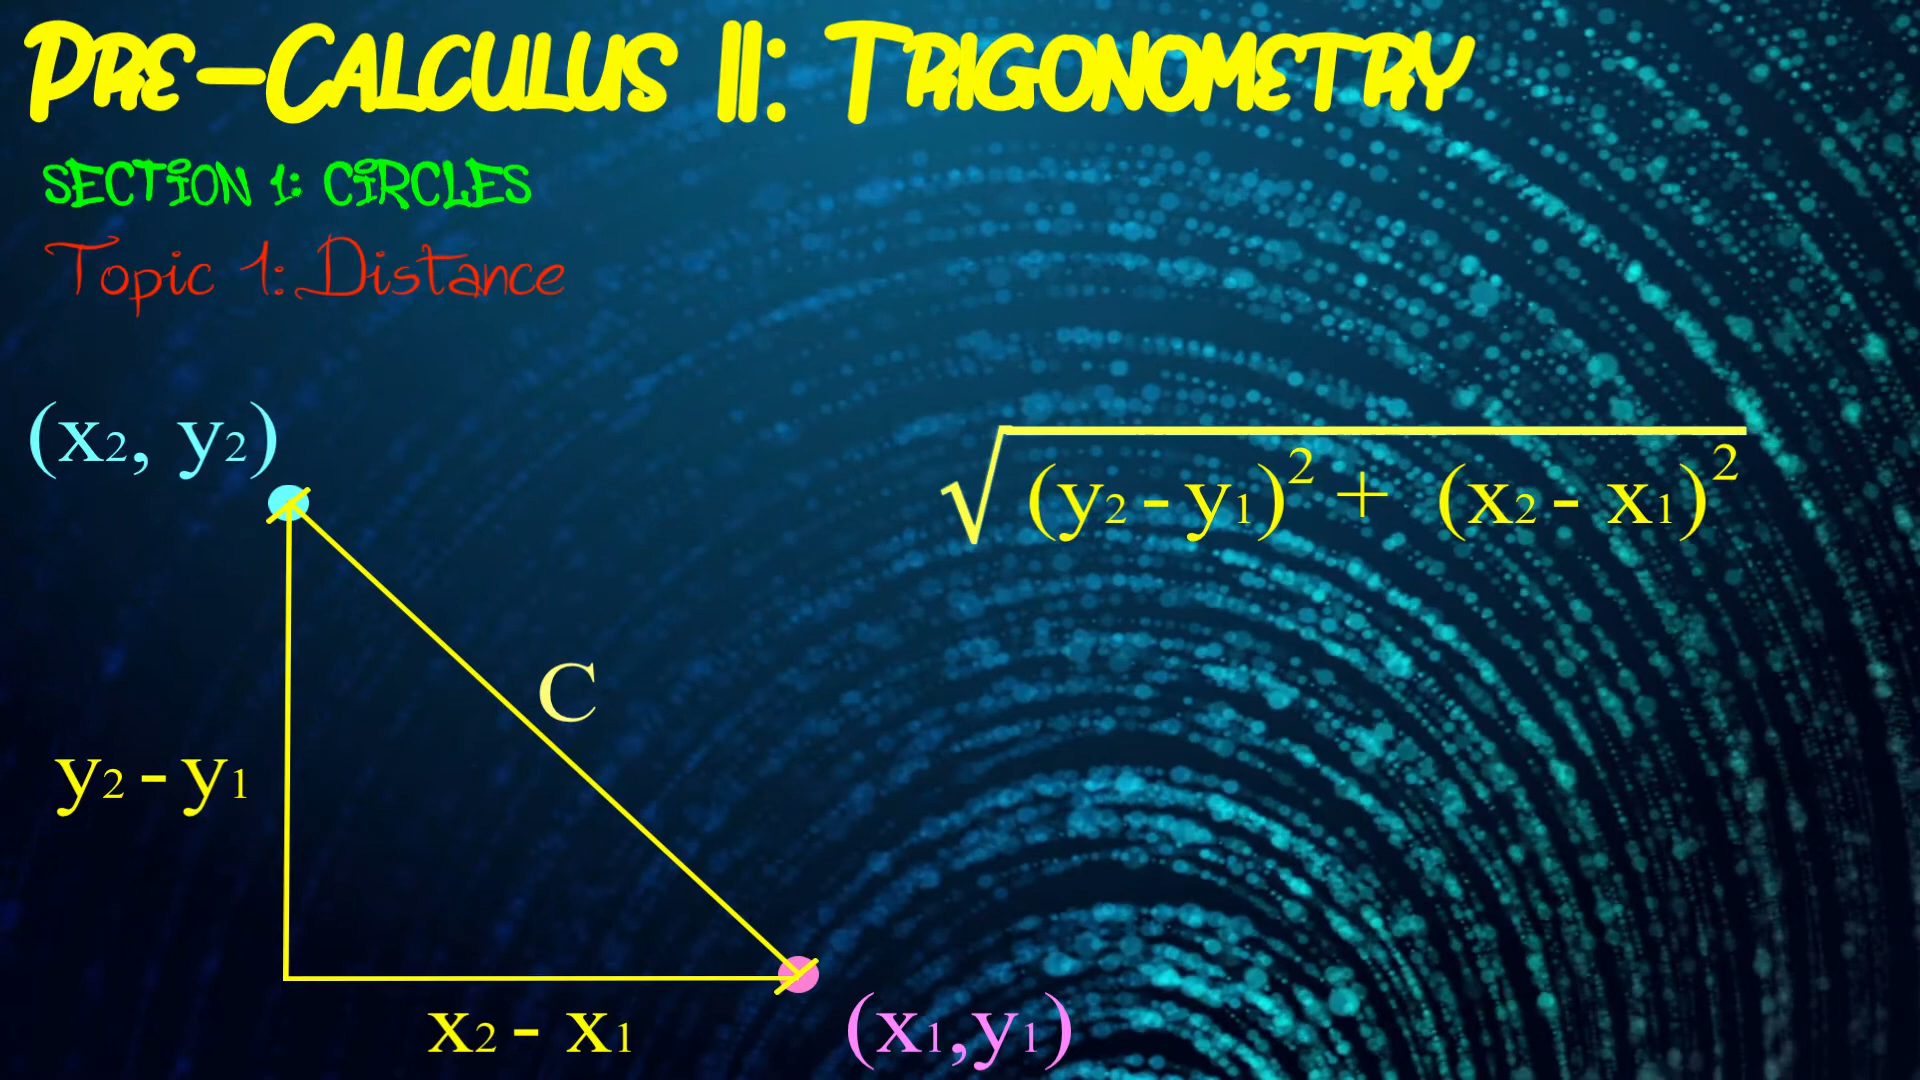 Pre-Calculus II: Trigonometry
SECTION 1: CIRCLES
Topic 1: Distance
(x₂, y₂)
√(y₂ - y₁)² + (x₂ - x₁)²
C
y₂ - y₁
x₂ - x₁
(x₁,y₁)